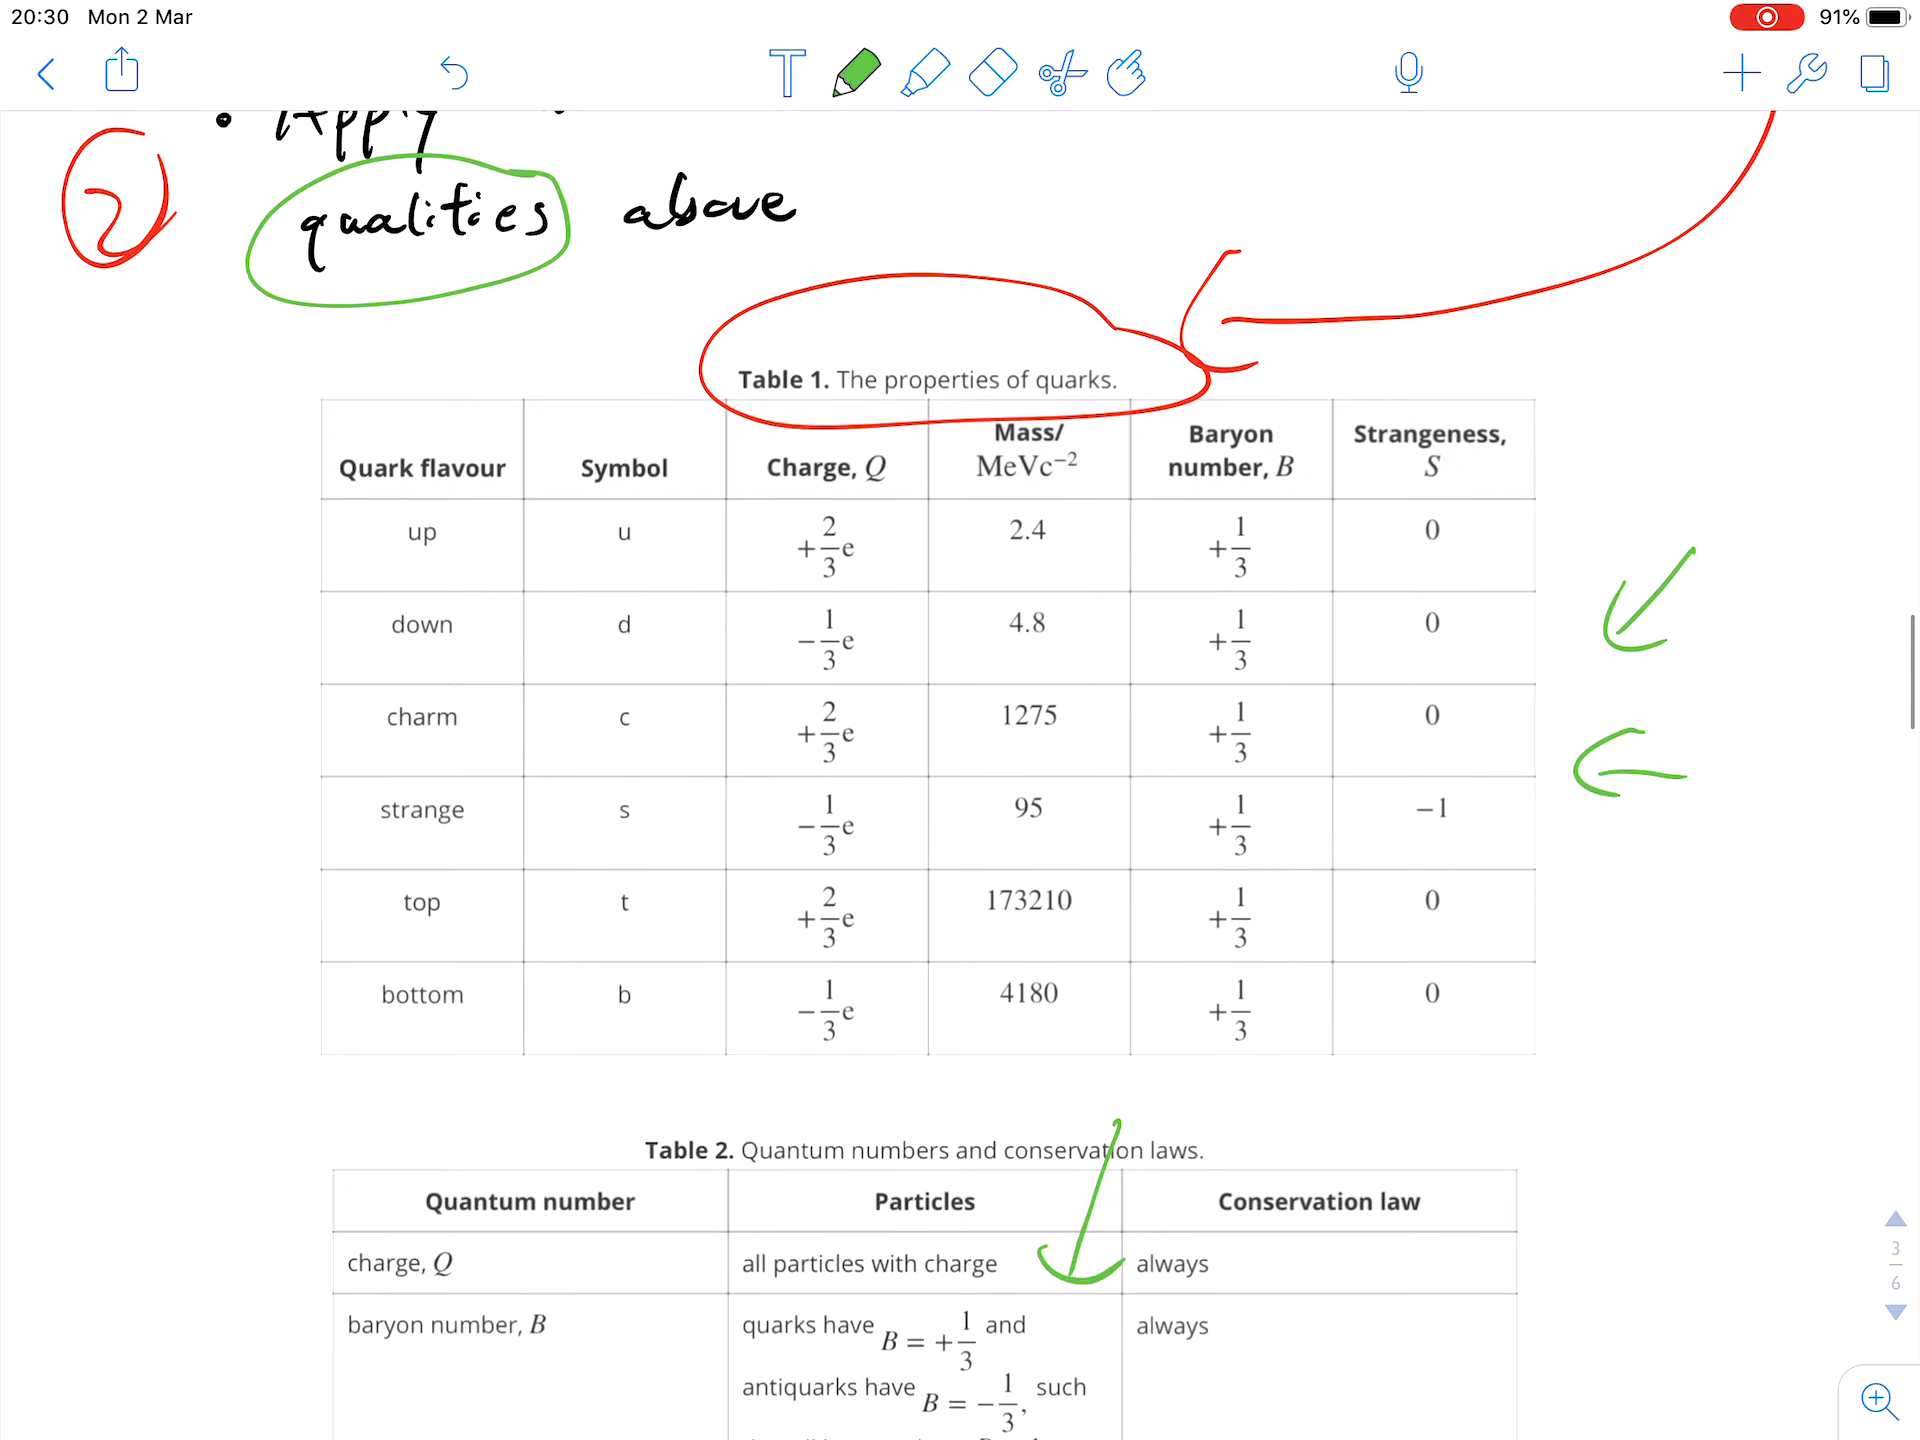 20:30 Mon 2 Mar
91%
T
• Apply
2
qualities above
Table 1. The properties of quarks.
Quark flavour Symbol Charge, Q Mass/ MeVc−2 Baryon number, B Strangeness, S
up u +2/3e 2.4 +1/3 0
down d −1/3e 4.8 +1/3 0
charm c +2/3e 1275 +1/3 0
strange s −1/3e 95 +1/3 −1
top t +2/3e 173210 +1/3 0
bottom b −1/3e 4180 +1/3 0
Table 2. Quantum numbers and conservation laws.
Quantum number Particles Conservation law
charge, Q all particles with charge always
baryon number, B quarks have B = +1/3 and always
antiquarks have B = −1/3, such
3
6